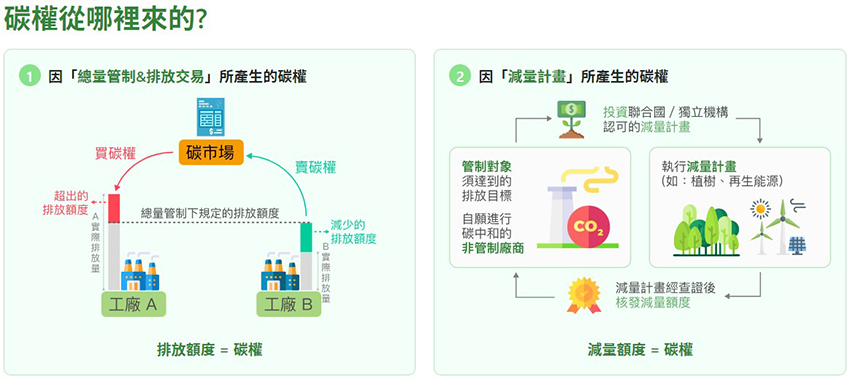 碳權從哪裡來的?
1 因「總量管制&排放交易」所產生的碳權
碳市場
買碳權
賣碳權
超出的
排放額度
總量管制下規定的排放額度
減少的
排放額度
A實際排放量
B實際排放量
工廠 A
工廠 B
排放額度 = 碳權
2 因「減量計畫」所產生的碳權
投資聯合國 / 獨立機構
認可的減量計畫
管制對象
須達到的
排放目標
自願進行
碳中和的
非管制廠商
CO₂
執行減量計畫
(如：植樹、再生能源)
減量計畫經查證後
核發減量額度
減量額度 = 碳權